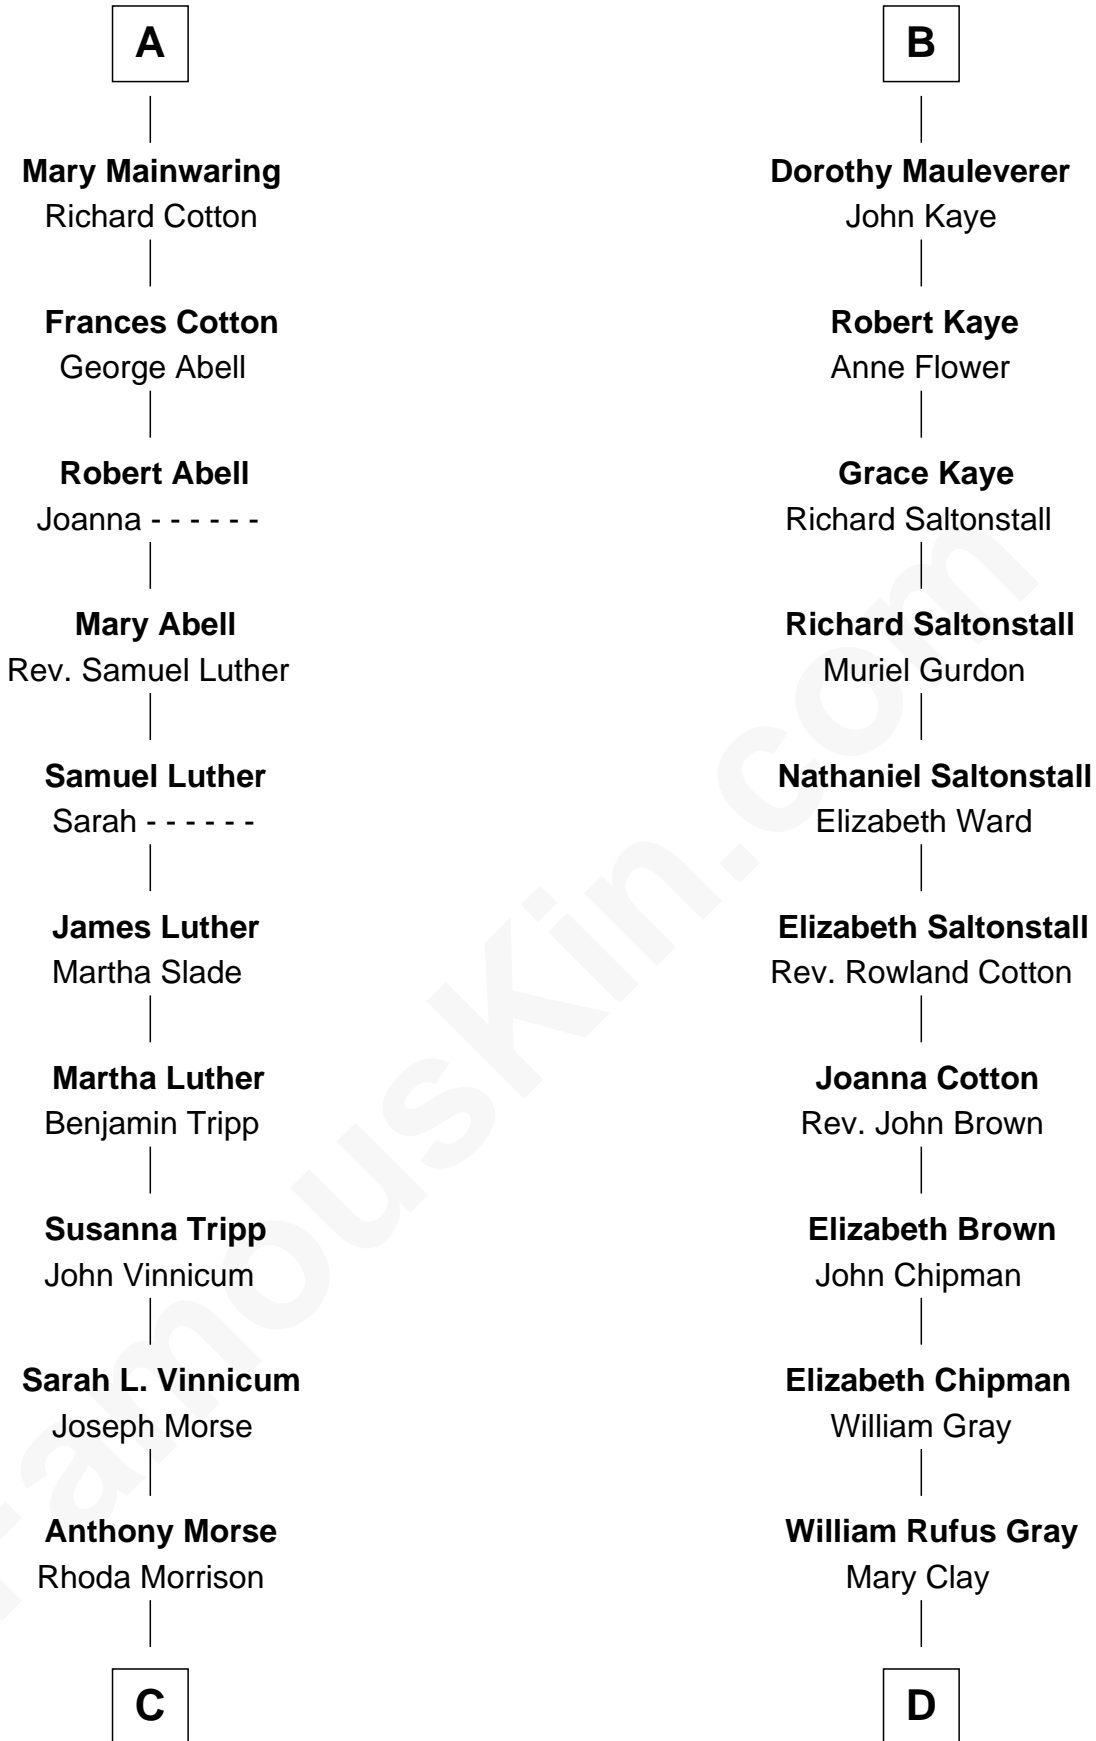 A
Mary Mainwaring
Richard Cotton
Frances Cotton
George Abell
Robert Abell
Joanna - - - - - -
Mary Abell
Rev. Samuel Luther
Samuel Luther
Sarah - - - - - -
James Luther
Martha Slade
Martha Luther
Benjamin Tripp
Susanna Tripp
John Vinnicum
Sarah L. Vinnicum
Joseph Morse
Anthony Morse
Rhoda Morrison
C
B
Dorothy Mauleverer
John Kaye
Robert Kaye
Anne Flower
Grace Kaye
Richard Saltonstall
Richard Saltonstall
Muriel Gurdon
Nathaniel Saltonstall
Elizabeth Ward
Elizabeth Saltonstall
Rev. Rowland Cotton
Joanna Cotton
Rev. John Brown
Elizabeth Brown
John Chipman
Elizabeth Chipman
William Gray
William Rufus Gray
Mary Clay
D
FamousKin.com